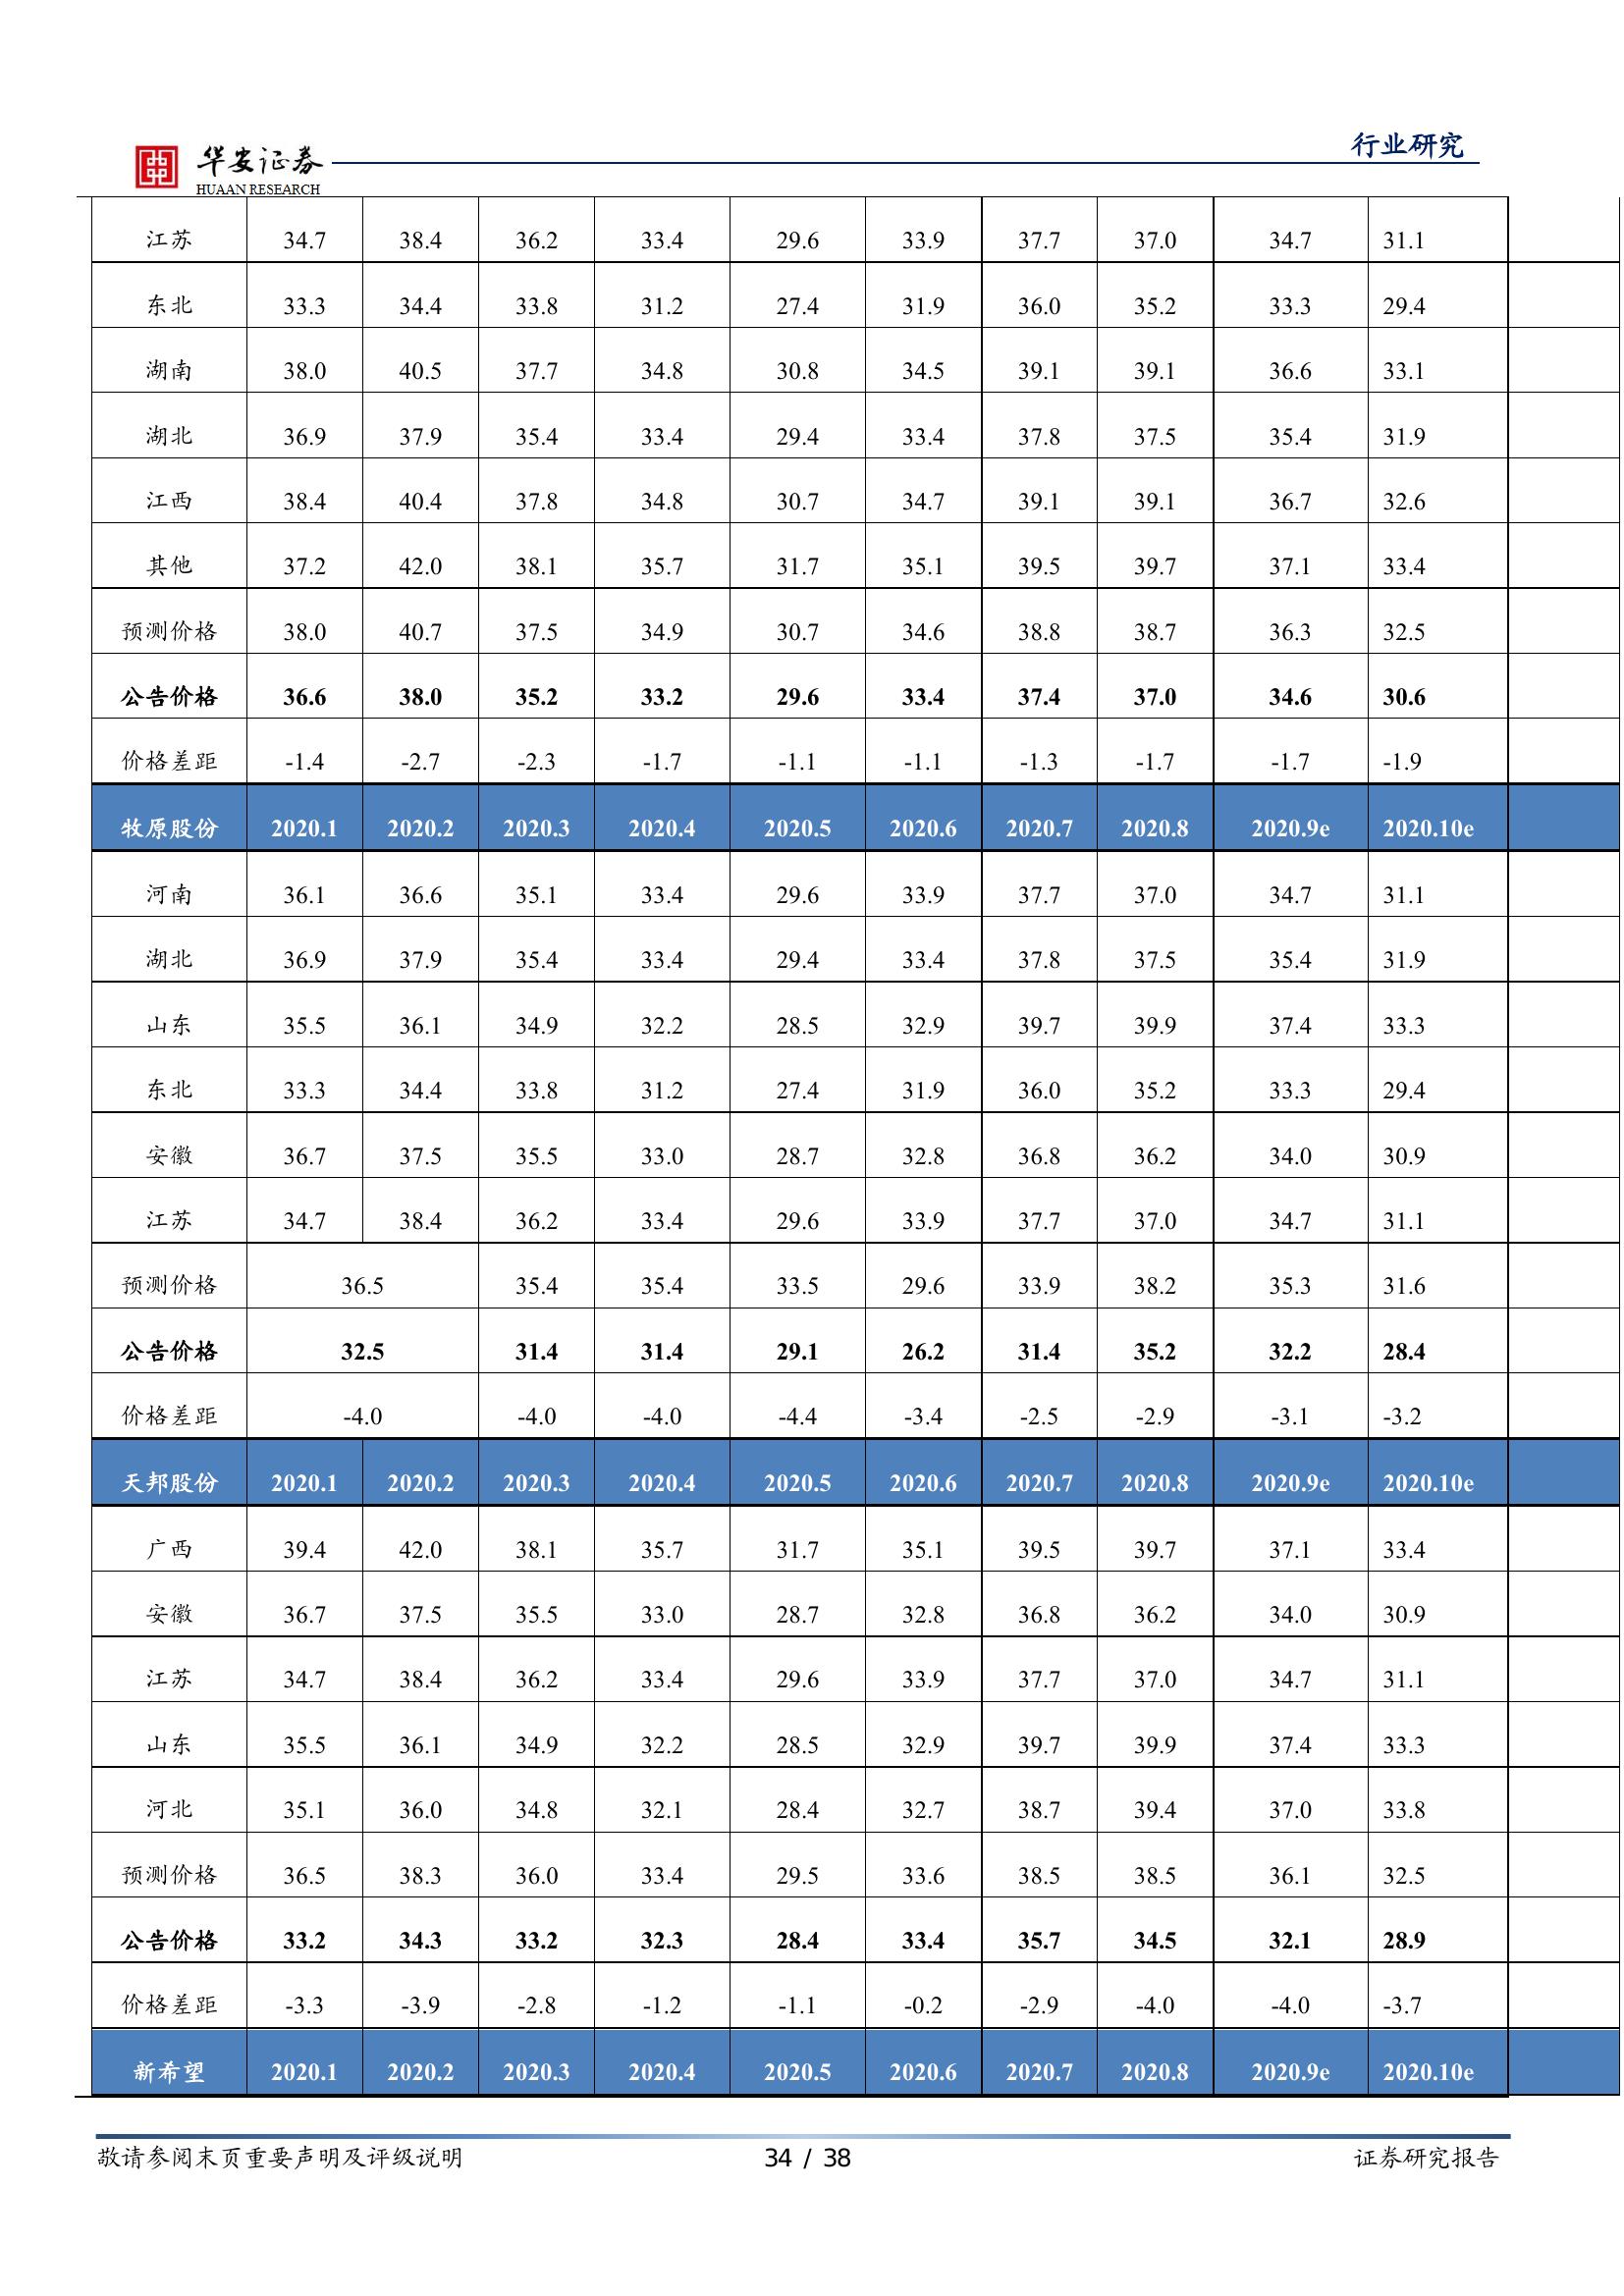 华安证券
HUAAN RESEARCH
行业研究
江苏 34.7 38.4 36.2 33.4 29.6 33.9 37.7 37.0 34.7 31.1
东北 33.3 34.4 33.8 31.2 27.4 31.9 36.0 35.2 33.3 29.4
湖南 38.0 40.5 37.7 34.8 30.8 34.5 39.1 39.1 36.6 33.1
湖北 36.9 37.9 35.4 33.4 29.4 33.4 37.8 37.5 35.4 31.9
江西 38.4 40.4 37.8 34.8 30.7 34.7 39.1 39.1 36.7 32.6
其他 37.2 42.0 38.1 35.7 31.7 35.1 39.5 39.7 37.1 33.4
预测价格 38.0 40.7 37.5 34.9 30.7 34.6 38.8 38.7 36.3 32.5
公告价格 36.6 38.0 35.2 33.2 29.6 33.4 37.4 37.0 34.6 30.6
价格差距 -1.4 -2.7 -2.3 -1.7 -1.1 -1.1 -1.3 -1.7 -1.7 -1.9
牧原股份 2020.1 2020.2 2020.3 2020.4 2020.5 2020.6 2020.7 2020.8 2020.9e 2020.10e
河南 36.1 36.6 35.1 33.4 29.6 33.9 37.7 37.0 34.7 31.1
湖北 36.9 37.9 35.4 33.4 29.4 33.4 37.8 37.5 35.4 31.9
山东 35.5 36.1 34.9 32.2 28.5 32.9 39.7 39.9 37.4 33.3
东北 33.3 34.4 33.8 31.2 27.4 31.9 36.0 35.2 33.3 29.4
安徽 36.7 37.5 35.5 33.0 28.7 32.8 36.8 36.2 34.0 30.9
江苏 34.7 38.4 36.2 33.4 29.6 33.9 37.7 37.0 34.7 31.1
预测价格 36.5 35.4 35.4 33.5 29.6 33.9 38.2 35.3 31.6
公告价格 32.5 31.4 31.4 29.1 26.2 31.4 35.2 32.2 28.4
价格差距 -4.0 -4.0 -4.0 -4.4 -3.4 -2.5 -2.9 -3.1 -3.2
天邦股份 2020.1 2020.2 2020.3 2020.4 2020.5 2020.6 2020.7 2020.8 2020.9e 2020.10e
广西 39.4 42.0 38.1 35.7 31.7 35.1 39.5 39.7 37.1 33.4
安徽 36.7 37.5 35.5 33.0 28.7 32.8 36.8 36.2 34.0 30.9
江苏 34.7 38.4 36.2 33.4 29.6 33.9 37.7 37.0 34.7 31.1
山东 35.5 36.1 34.9 32.2 28.5 32.9 39.7 39.9 37.4 33.3
河北 35.1 36.0 34.8 32.1 28.4 32.7 38.7 39.4 37.0 33.8
预测价格 36.5 38.3 36.0 33.4 29.5 33.6 38.5 38.5 36.1 32.5
公告价格 33.2 34.3 33.2 32.3 28.4 33.4 35.7 34.5 32.1 28.9
价格差距 -3.3 -3.9 -2.8 -1.2 -1.1 -0.2 -2.9 -4.0 -4.0 -3.7
新希望 2020.1 2020.2 2020.3 2020.4 2020.5 2020.6 2020.7 2020.8 2020.9e 2020.10e
敬请参阅末页重要声明及评级说明 34 / 38 证券研究报告